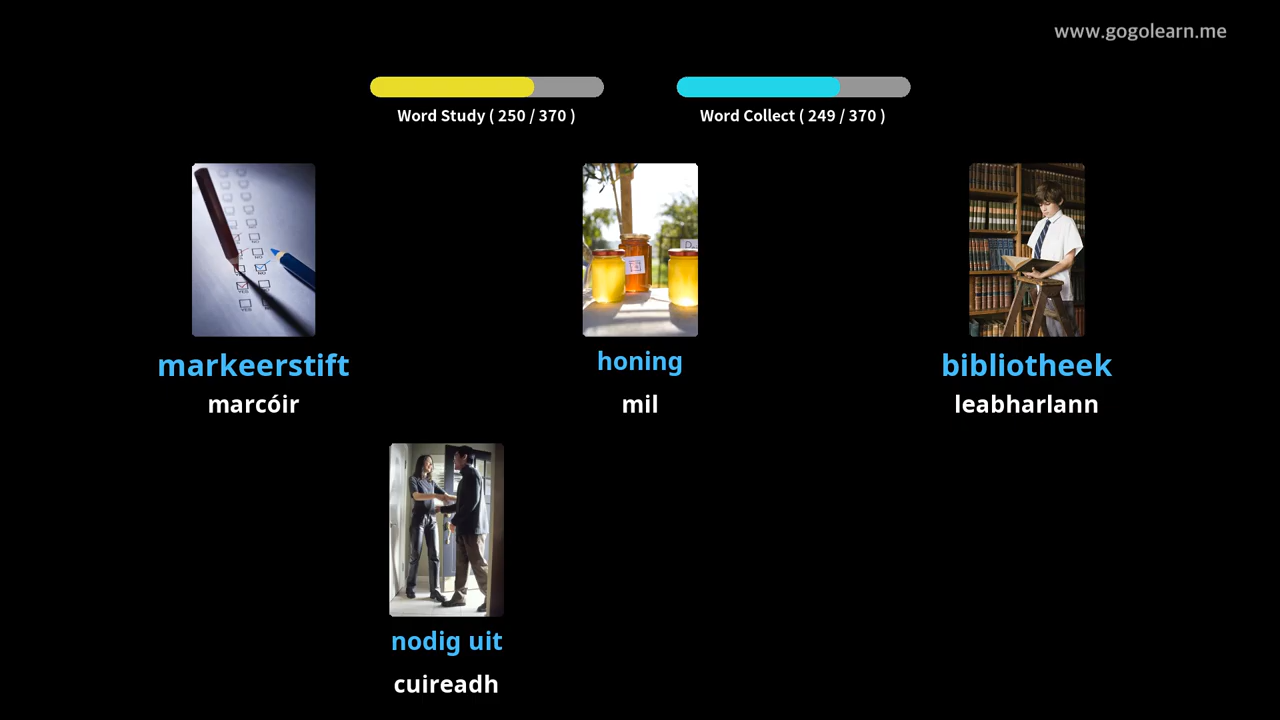 www.gogolearn.me
Word Study ( 250 / 370 )
Word Collect ( 249 / 370 )
markeerstift
honing
bibliotheek
marcóir
mil
leabharlann
nodig uit
cuireadh